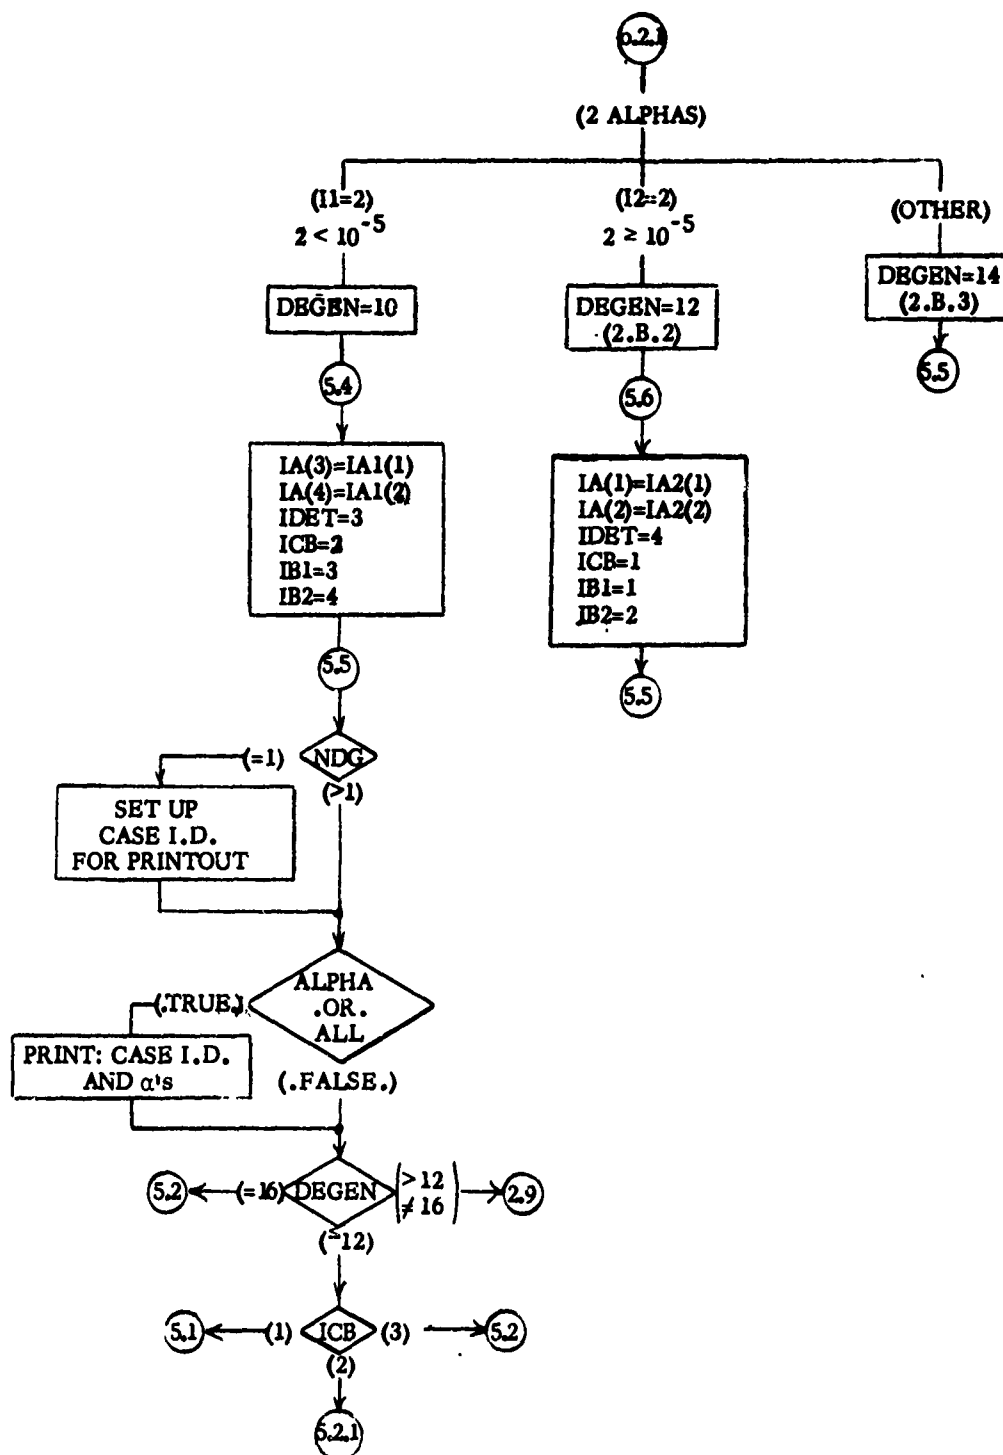 (2 ALPHAS)
(I1=2)
2 < 10^-5
DEGEN=10
5.4
IA(3)=IA1(1)
IA(4)=IA1(2)
IDET=3
ICB=2
IB1=3
IB2=4
5.5
(I2=2)
2 ≥ 10^-5
DEGEN=12
(2.B.2)
5.6
IA(1)=IA2(1)
IA(2)=IA2(2)
IDET=4
ICB=1
IB1=1
IB2=2
5.5
(OTHER)
DEGEN=14
(2.B.3)
5.5
NDG
(=1)
(>1)
SET UP
CASE I.D.
FOR PRINTOUT
ALPHA
.OR.
ALL
(.TRUE.)
PRINT: CASE I.D.
AND α's
(.FALSE.)
5.2
(=16)
DEGEN
>12
≠16
2.9
(≤12)
5.1
(1)
ICB
(3)
5.2
(2)
5.2.1